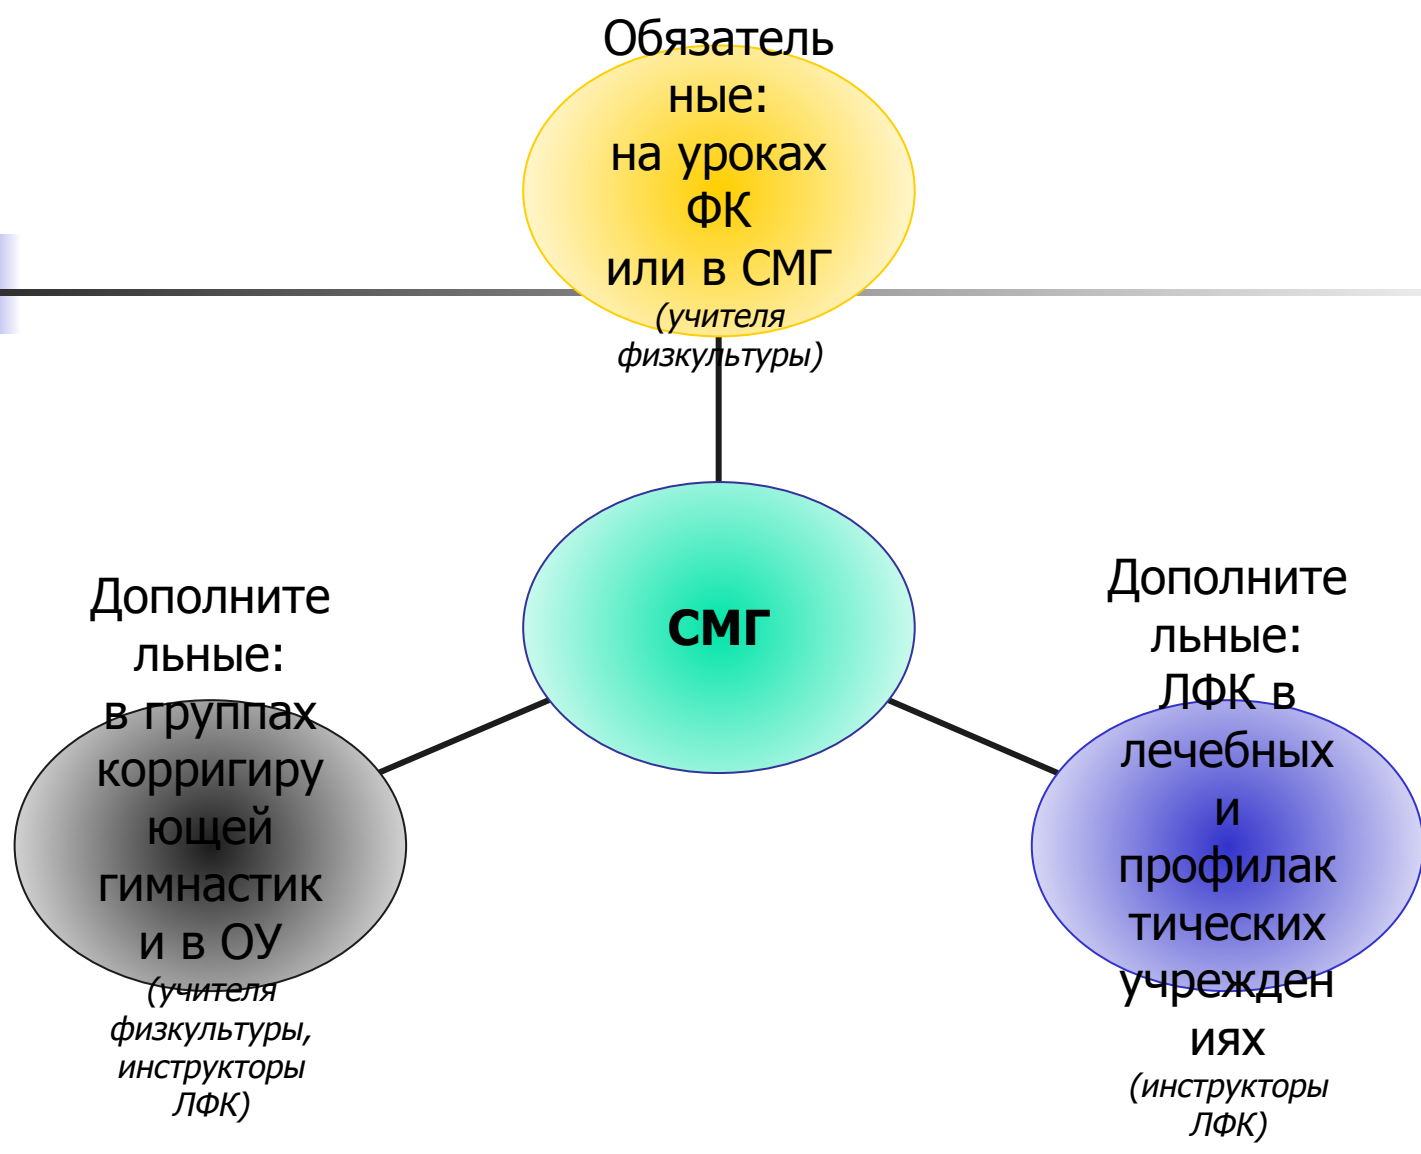 Обязатель
ные:
на уроках
ФК
или в СМГ
(учителя
физкультуры)
СМГ
Дополните
льные:
в группах
корригиру
ющей
гимнастик
и в ОУ
(учителя
физкультуры,
инструкторы
ЛФК)
Дополните
льные:
ЛФК в
лечебных
и
профилак
тических
учрежден
иях
(инструкторы
ЛФК)